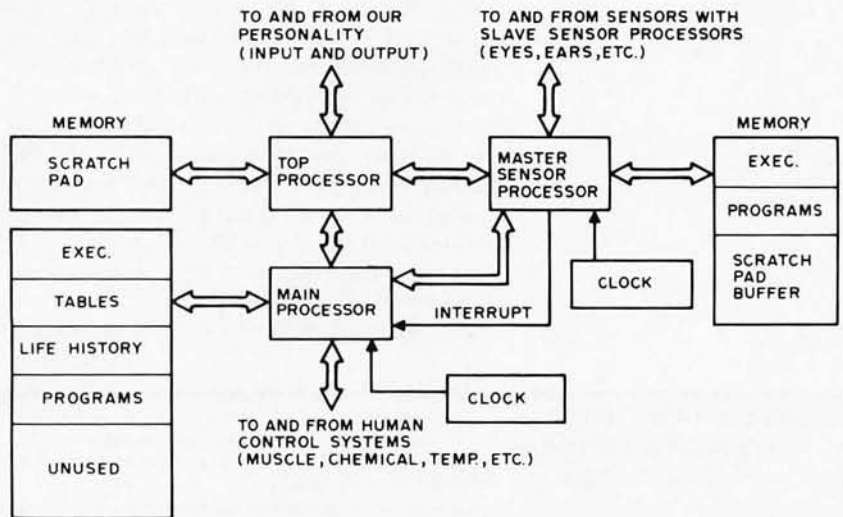 TO AND FROM OUR
PERSONALITY
(INPUT AND OUTPUT)
TO AND FROM SENSORS WITH
SLAVE SENSOR PROCESSORS
(EYES, EARS, ETC.)
MEMORY
SCRATCH
PAD
TOP
PROCESSOR
MASTER
SENSOR
PROCESSOR
MEMORY
EXEC.
PROGRAMS
SCRATCH
PAD
BUFFER
EXEC.
TABLES
LIFE HISTORY
PROGRAMS
UNUSED
MAIN
PROCESSOR
INTERRUPT
CLOCK
CLOCK
TO AND FROM HUMAN
CONTROL SYSTEMS
(MUSCLE, CHEMICAL, TEMP., ETC.)